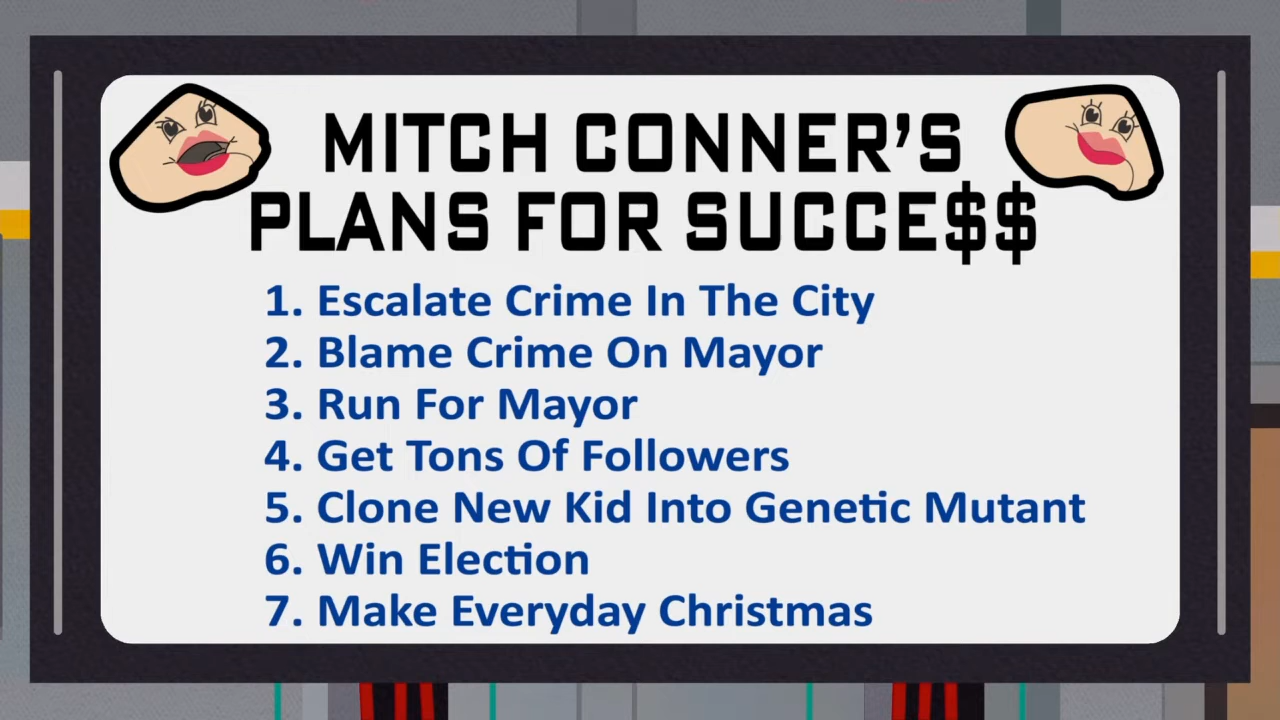 MITCH CONNER'S
PLANS FOR SUCCE$$
1. Escalate Crime In The City
2. Blame Crime On Mayor
3. Run For Mayor
4. Get Tons Of Followers
5. Clone New Kid Into Genetic Mutant
6. Win Election
7. Make Everyday Christmas